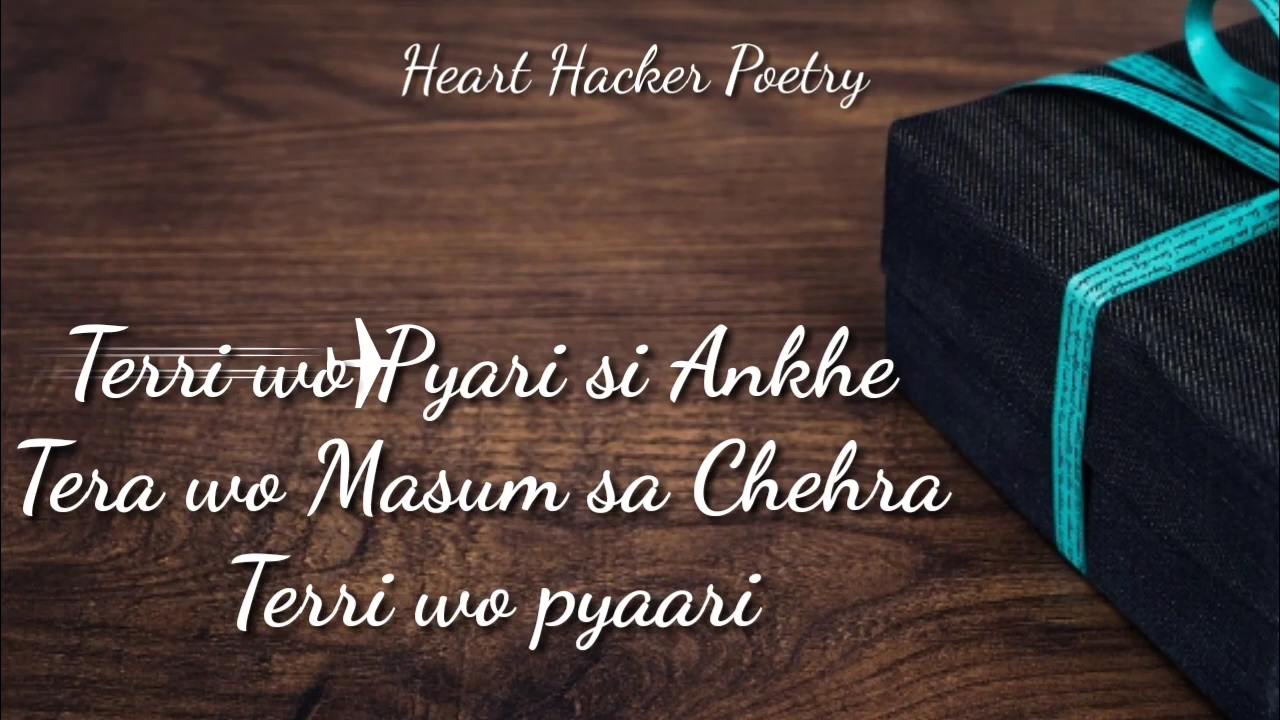 Heart Hacker Poetry
Terri wo Pyari si Ankhe
Tera wo Masum sa Chehra
Terri wo pyaari